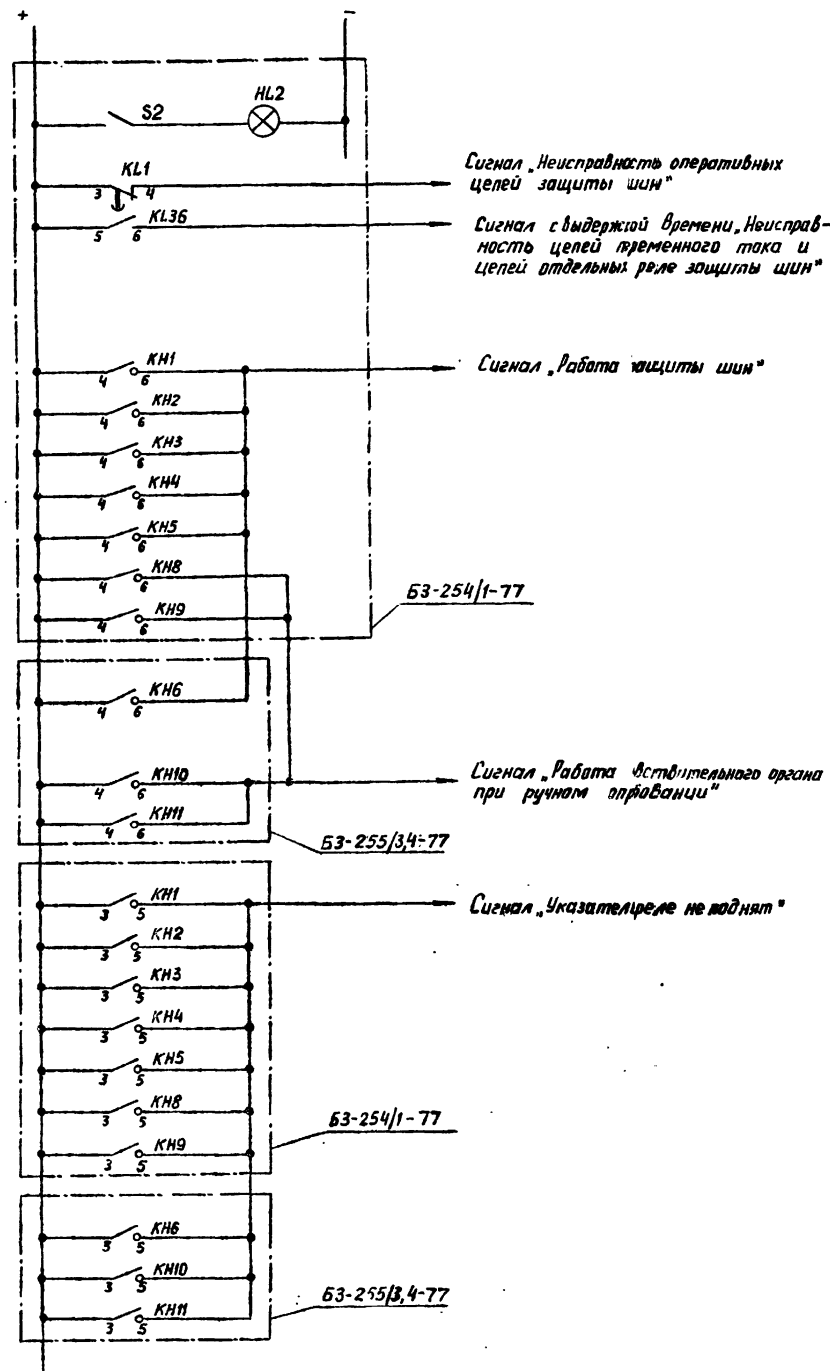 + −
S2 HL2
KL1
3 4
Сигнал „Неисправность оперативных
цепей защиты шин"
KL36
5 6
Сигнал с выдержкой времени „Неисправ-
ность цепей переменного тока и
цепей отдельных реле защиты шин"
KH1
4 6
Сигнал „Работа защиты шин"
KH2
4 6
KH3
4 6
KH4
4 6
KH5
4 6
KH8
4 6
Б3-254/1-77
KH9
4 6
KH6
4 6
KH10
4 6
Сигнал „Работа органа
при ручном"
KH11
4 6
Б3-255/3,4-77
KH1
3 5
Сигнал „не поднят"
KH2
3 5
KH3
3 5
KH4
3 5
KH5
3 5
KH8
3 5
Б3-254/1-77
KH9
3 5
KH6
3 5
KH10
3 5
Б3-255/3,4-77
KH11
3 5